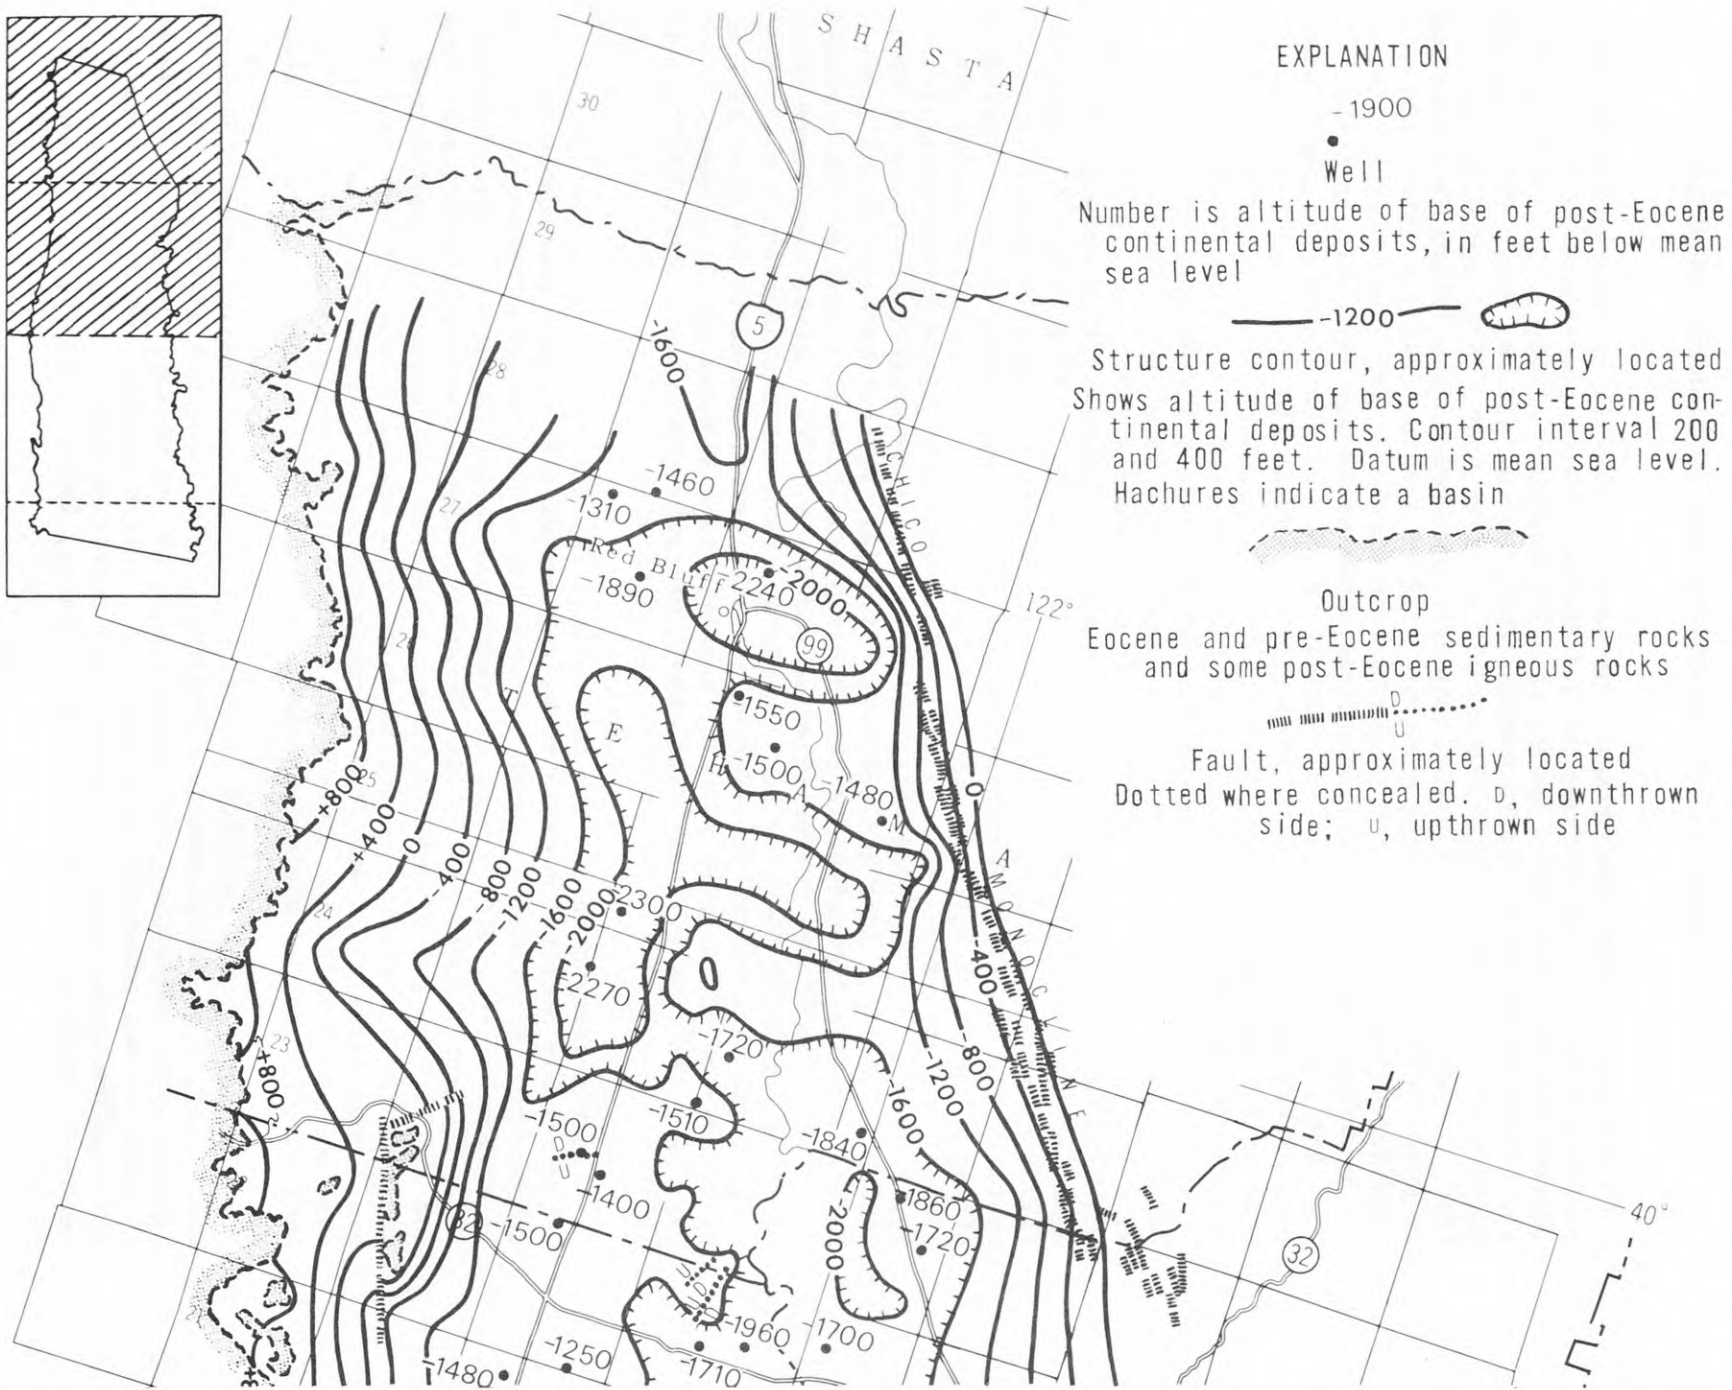 SHASTA
30
29
28
27
26
25
24
23
5
-1600
-1460
-1310
Red Bluff
-1890
2240
-2000
99
T
E
H
A
M
A
-1550
-1500
-1480
CHICO
MONOCLINE
122°
0
+800
+400
0
-400
-800
-1200
-1600
-2000
-2300
-2270
-400
-800
-1200
-1600
+800
-1720
-1500
D
U
-1510
-1400
-1840
-1860
-1720
-2000
32
-1500
U
D
-1960
-1700
-1710
-1250
-1480
32
40°
EXPLANATION
-1900
Well
Number is altitude of base of post-Eocene
continental deposits, in feet below mean
sea level
-1200
Structure contour, approximately located
Shows altitude of base of post-Eocene con-
tinental deposits. Contour interval 200
and 400 feet. Datum is mean sea level.
Hachures indicate a basin
Outcrop
Eocene and pre-Eocene sedimentary rocks
and some post-Eocene igneous rocks
D
U
Fault, approximately located
Dotted where concealed. D, downthrown
side; U, upthrown side